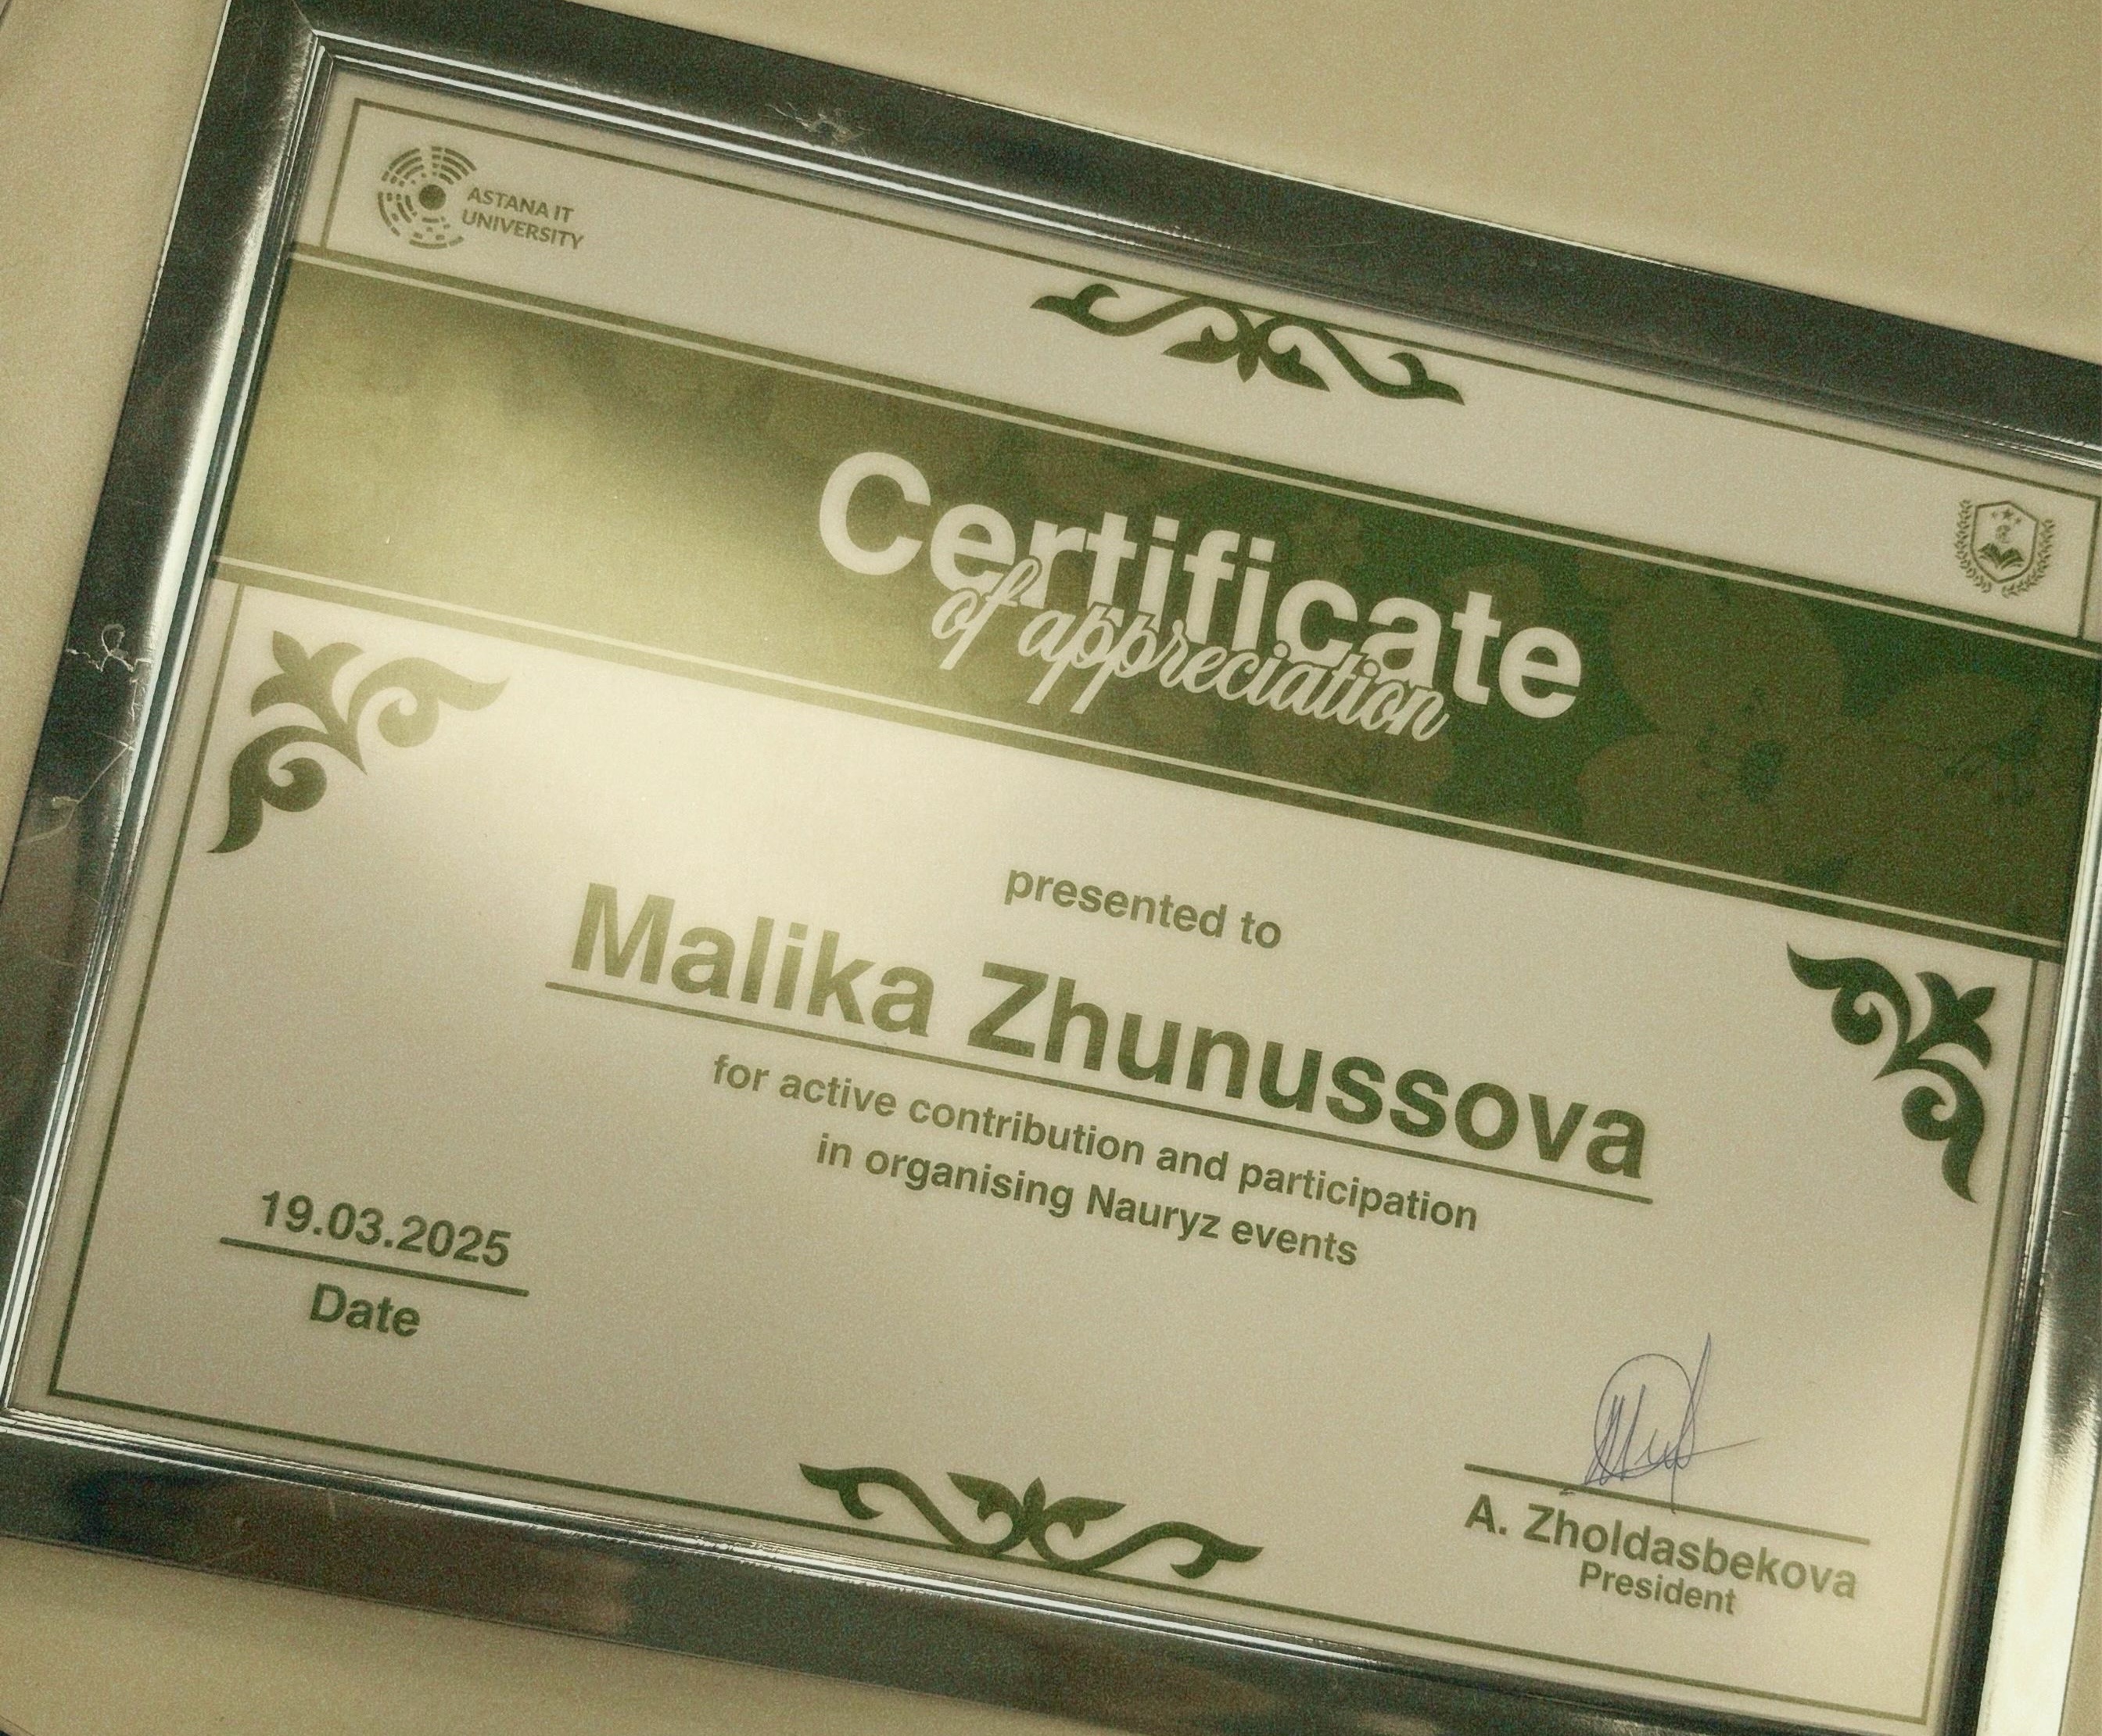 ASTANA IT
UNIVERSITY
Certificate
of appreciation
presented to
Malika Zhunussova
for active contribution and participation
in organising Nauryz events
19.03.2025
Date
A. Zholdasbekova
President